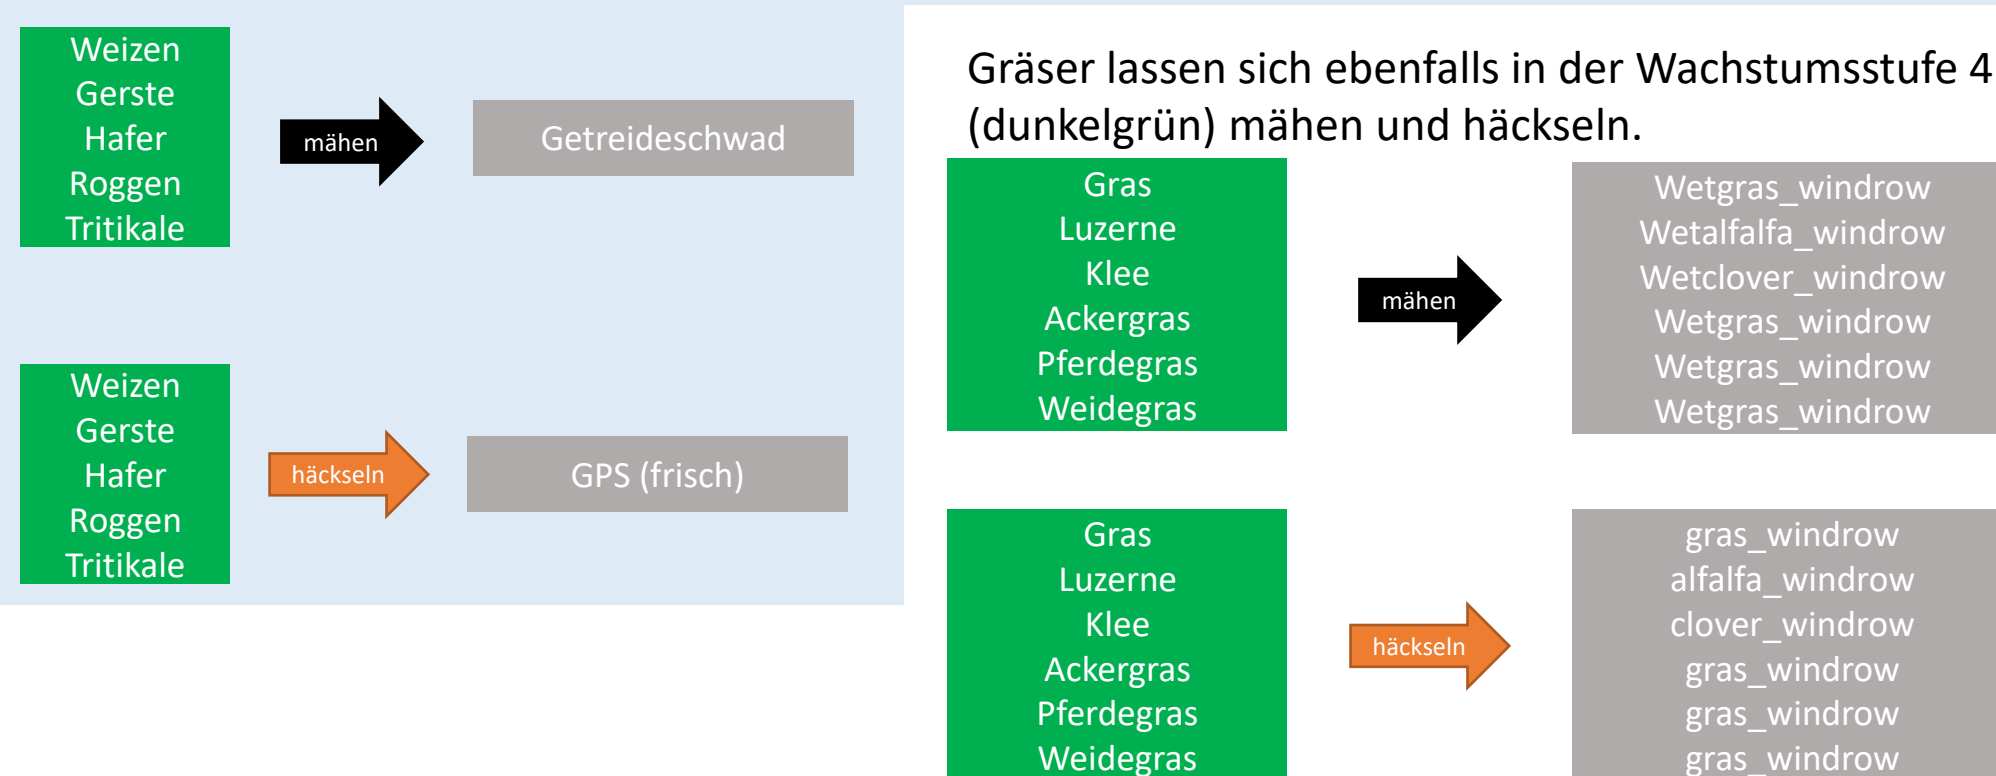 Weizen
Gerste
Hafer
Roggen
Tritikale
mähen
Getreideschwad
Weizen
Gerste
Hafer
Roggen
Tritikale
häckseln
GPS (frisch)
Gräser lassen sich ebenfalls in der Wachstumsstufe 4
(dunkelgrün) mähen und häckseln.
Gras
Luzerne
Klee
Ackergras
Pferdegras
Weidegras
mähen
Wetgras_windrow
Wetalfalfa_windrow
Wetclover_windrow
Wetgras_windrow
Wetgras_windrow
Wetgras_windrow
Gras
Luzerne
Klee
Ackergras
Pferdegras
Weidegras
häckseln
gras_windrow
alfalfa_windrow
clover_windrow
gras_windrow
gras_windrow
gras_windrow